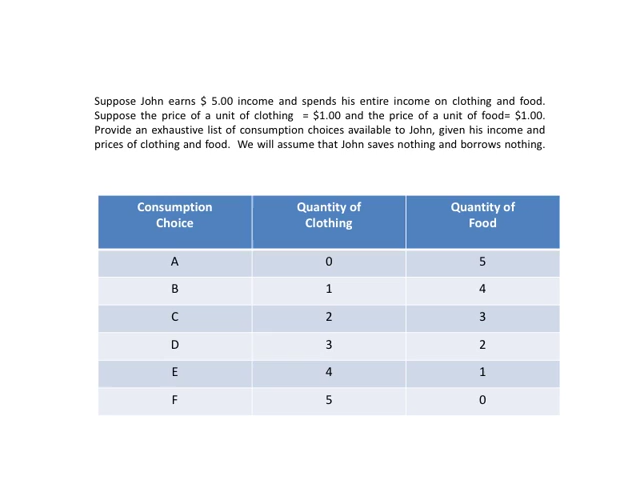 Suppose John earns $ 5.00 income and spends his entire income on clothing and food.
Suppose the price of a unit of clothing = $1.00 and the price of a unit of food= $1.00.
Provide an exhaustive list of consumption choices available to John, given his income and
prices of clothing and food. We will assume that John saves nothing and borrows nothing.
Consumption Choice Quantity of Clothing Quantity of Food
A 0 5
B 1 4
C 2 3
D 3 2
E 4 1
F 5 0